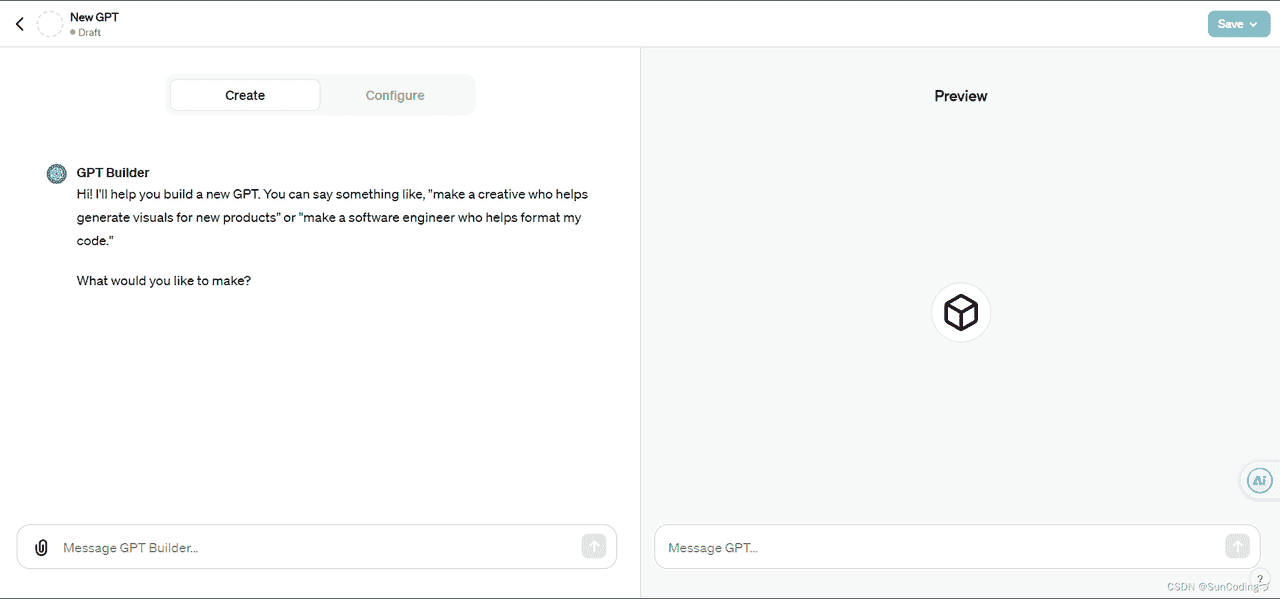 New GPT
Draft
Save
Create
Configure
Preview
GPT Builder
Hi! I'll help you build a new GPT. You can say something like, "make a creative who helps
generate visuals for new products" or "make a software engineer who helps format my
code."
What would you like to make?
Ai
Message GPT Builder...
Message GPT...
?
CSDN @SunCoding